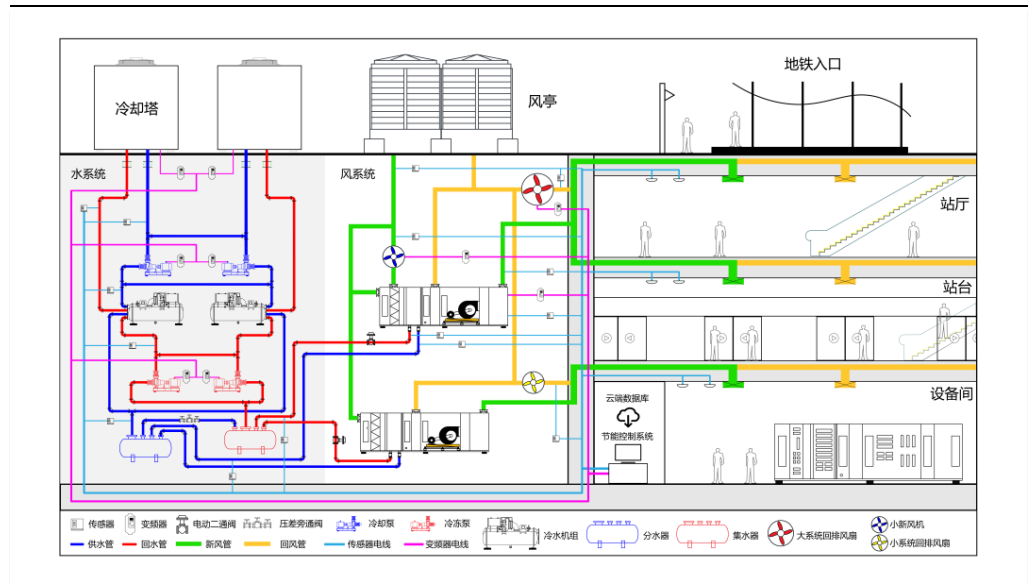 地铁入口
冷却塔
风亭
水系统
风系统
站厅
站台
设备间
云端数据库
节能控制系统
传感器
变频器
电动二通阀
压差旁通阀
冷却泵
冷冻泵
冷水机组
分水器
集水器
大系统回排风扇
小新风机
供水管
回水管
新风管
回风管
传感器电线
变频器电线
小系统回排风扇